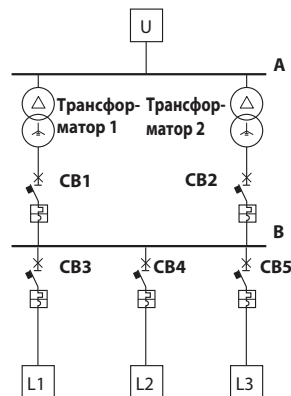 U
A
Трансфор-
матор 1
Трансфор-
матор 2
CB1
CB2
B
CB3
CB4
CB5
L1
L2
L3